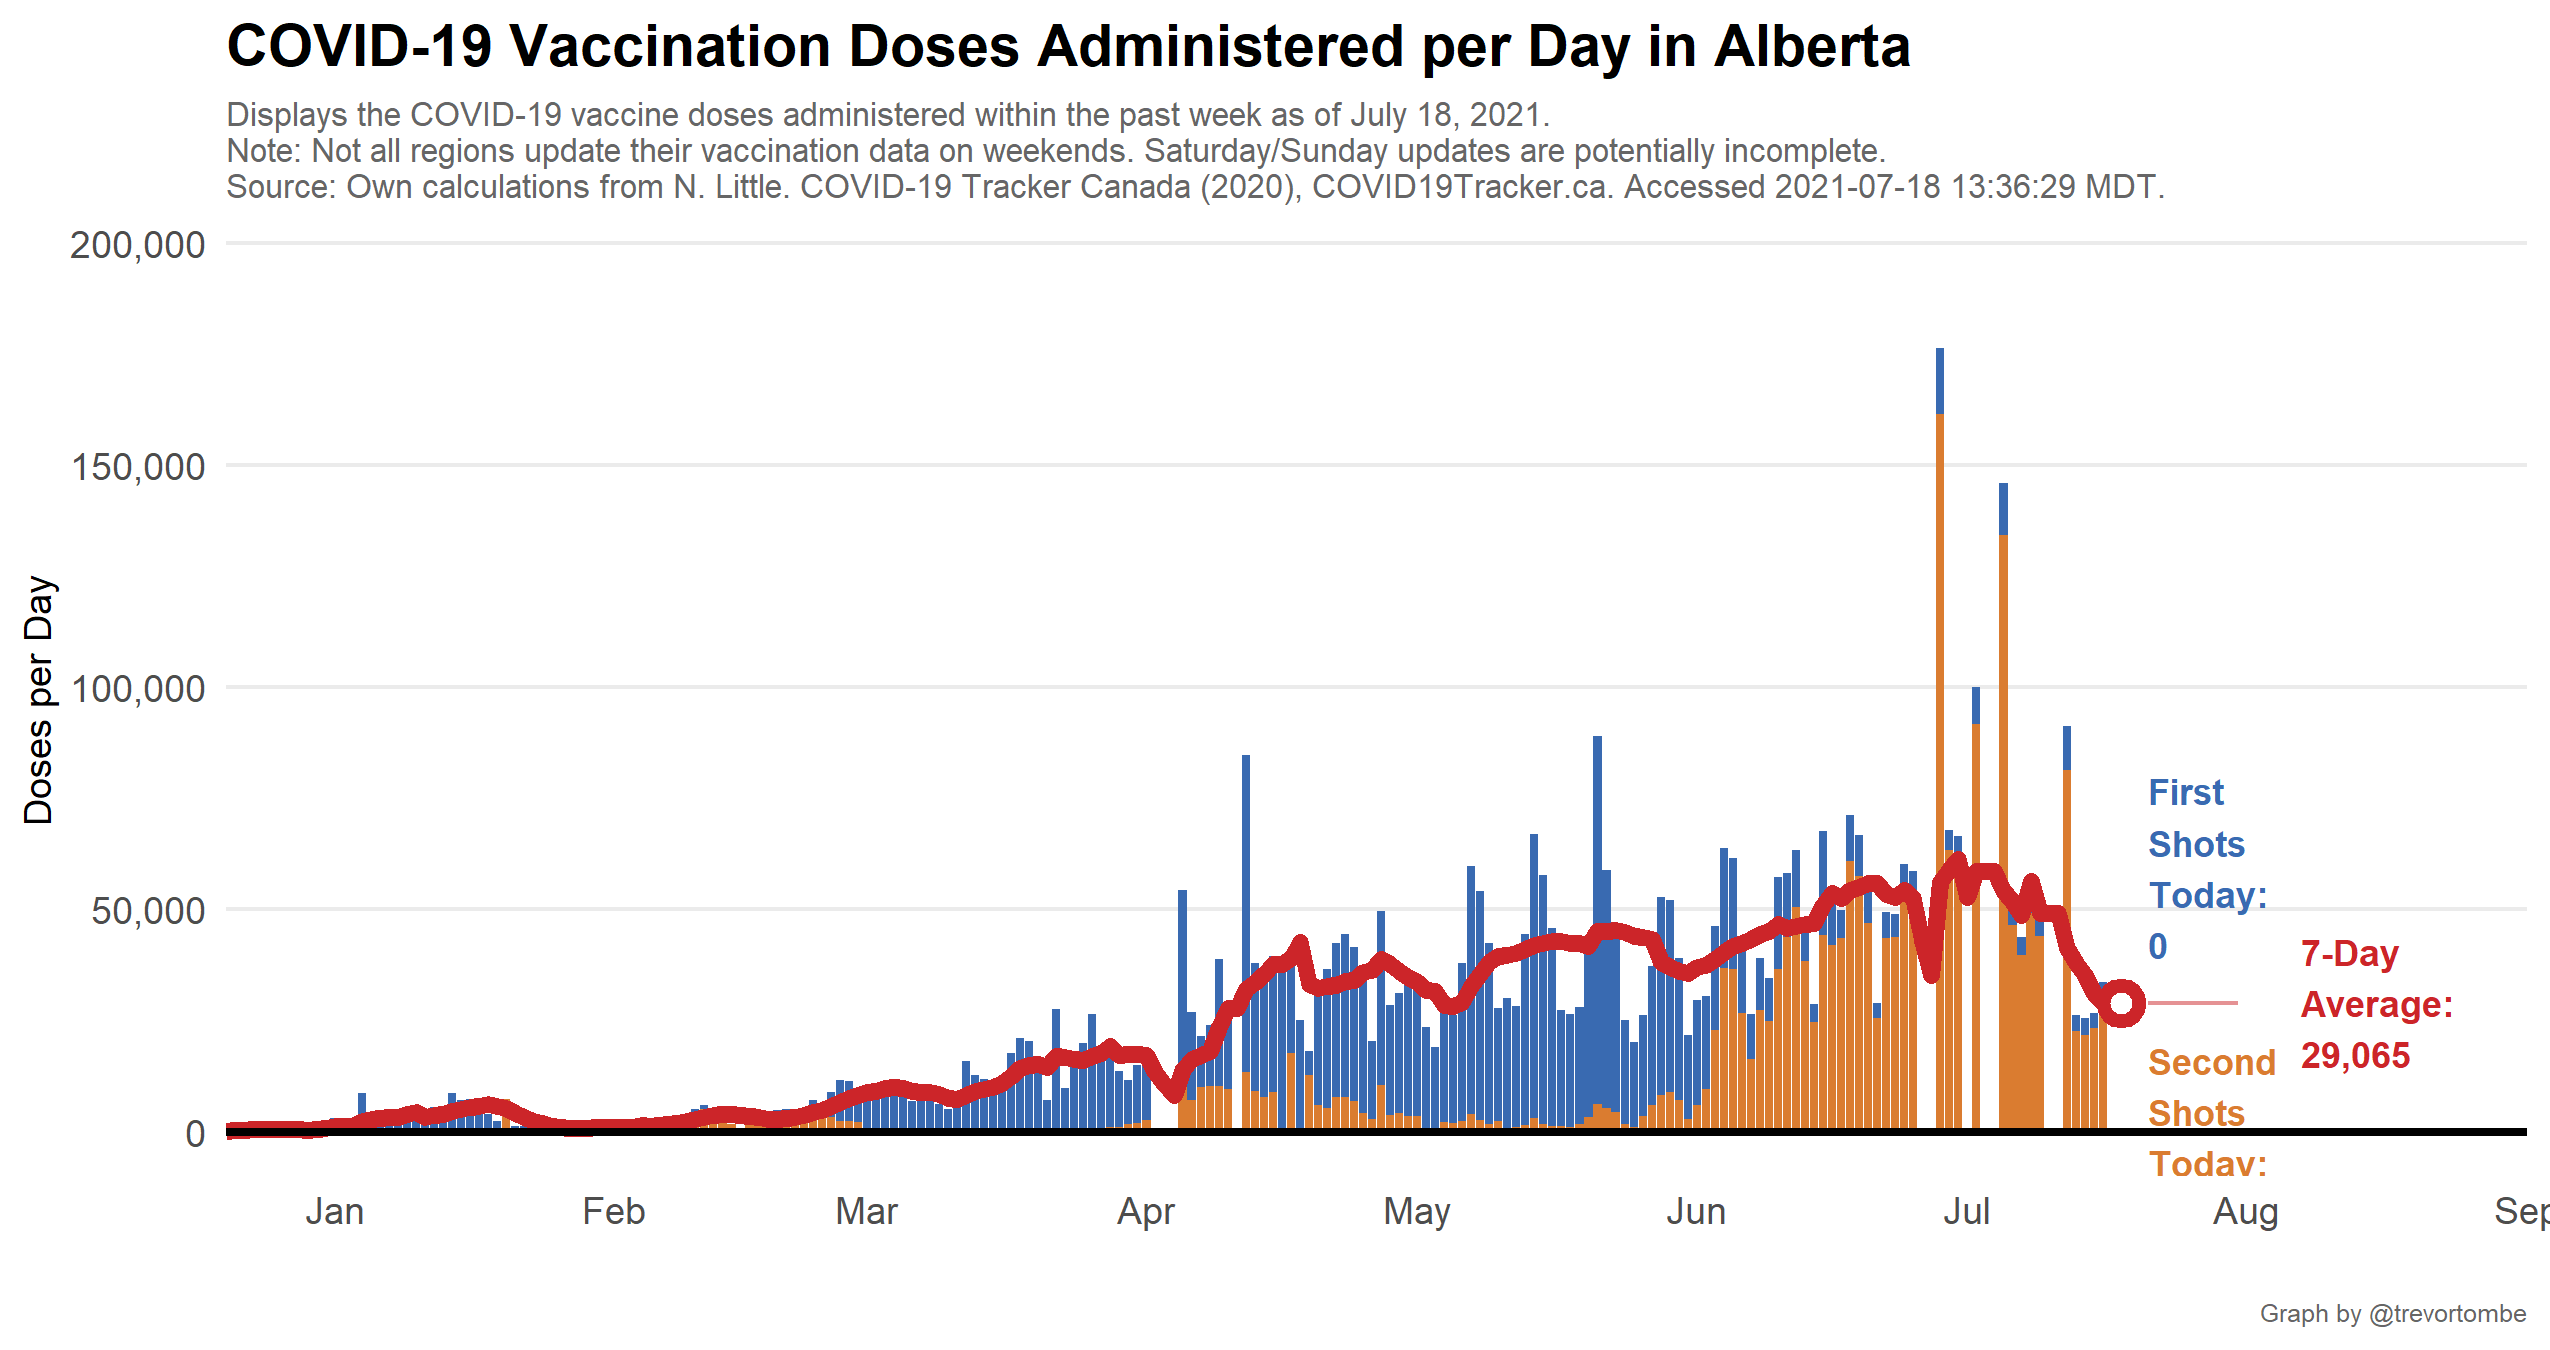 COVID-19 Vaccination Doses Administered per Day in Alberta
Displays the COVID-19 vaccine doses administered within the past week as of July 18, 2021.
Note: Not all regions update their vaccination data on weekends. Saturday/Sunday updates are potentially incomplete.
Source: Own calculations from N. Little. COVID-19 Tracker Canada (2020), COVID19Tracker.ca. Accessed 2021-07-18 13:36:29 MDT.
200,000
150,000
100,000
50,000
0
Doses per Day
First
Shots
Today:
0
7-Day
Average:
29,065
Second
Shots
Today:
Jan
Feb
Mar
Apr
May
Jun
Jul
Aug
Sep
Graph by @trevortombe